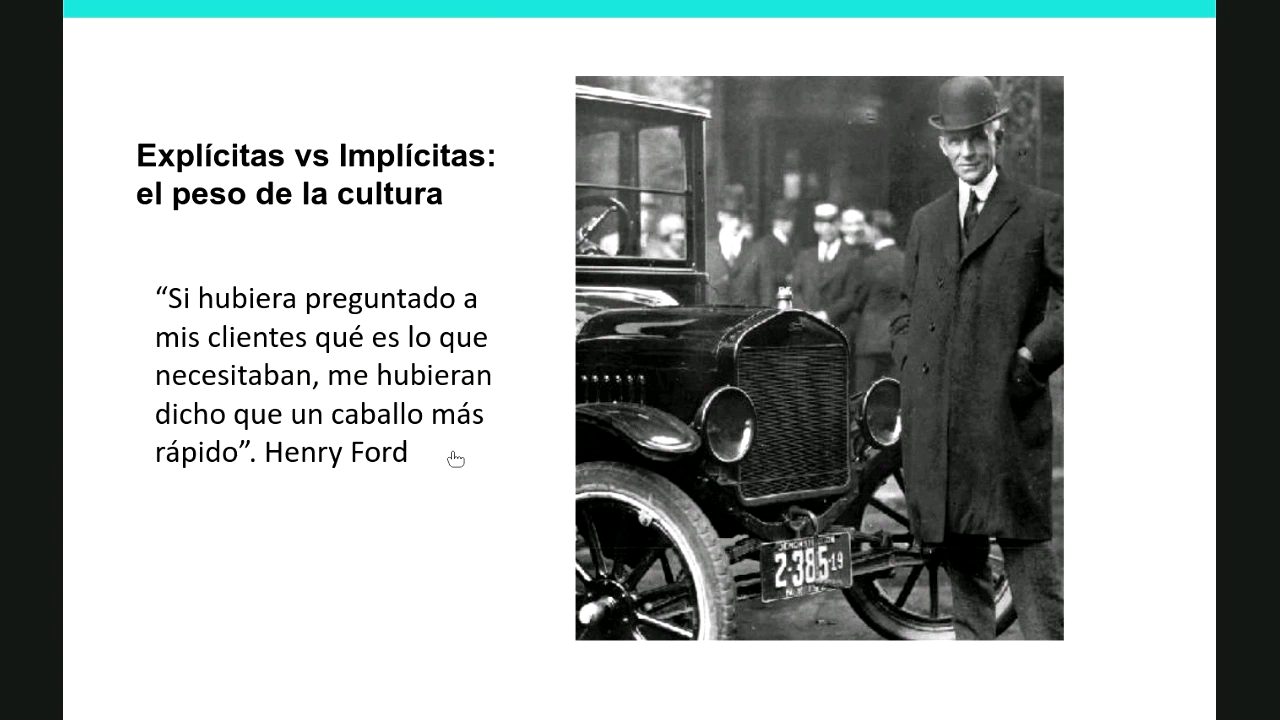 Explícitas vs Implícitas:
el peso de la cultura
“Si hubiera preguntado a
mis clientes qué es lo que
necesitaban, me hubieran
dicho que un caballo más
rápido”. Henry Ford
2-385-19